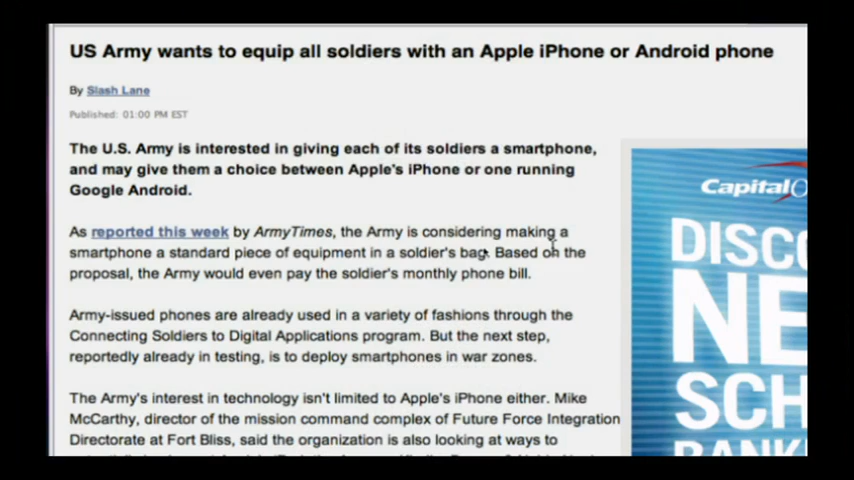 US Army wants to equip all soldiers with an Apple iPhone or Android phone
By Slash Lane
Published: 01:00 PM EST
The U.S. Army is interested in giving each of its soldiers a smartphone,
and may give them a choice between Apple's iPhone or one running
Google Android.
As reported this week by ArmyTimes, the Army is considering making a
smartphone a standard piece of equipment in a soldier's bag. Based on the
proposal, the Army would even pay the soldier's monthly phone bill.
Army-issued phones are already used in a variety of fashions through the
Connecting Soldiers to Digital Applications program. But the next step,
reportedly already in testing, is to deploy smartphones in war zones.
The Army's interest in technology isn't limited to Apple's iPhone either. Mike
McCarthy, director of the mission command complex of Future Force Integration
Directorate at Fort Bliss, said the organization is also looking at ways to
Capital
DISCO
NE
SCH
BANK